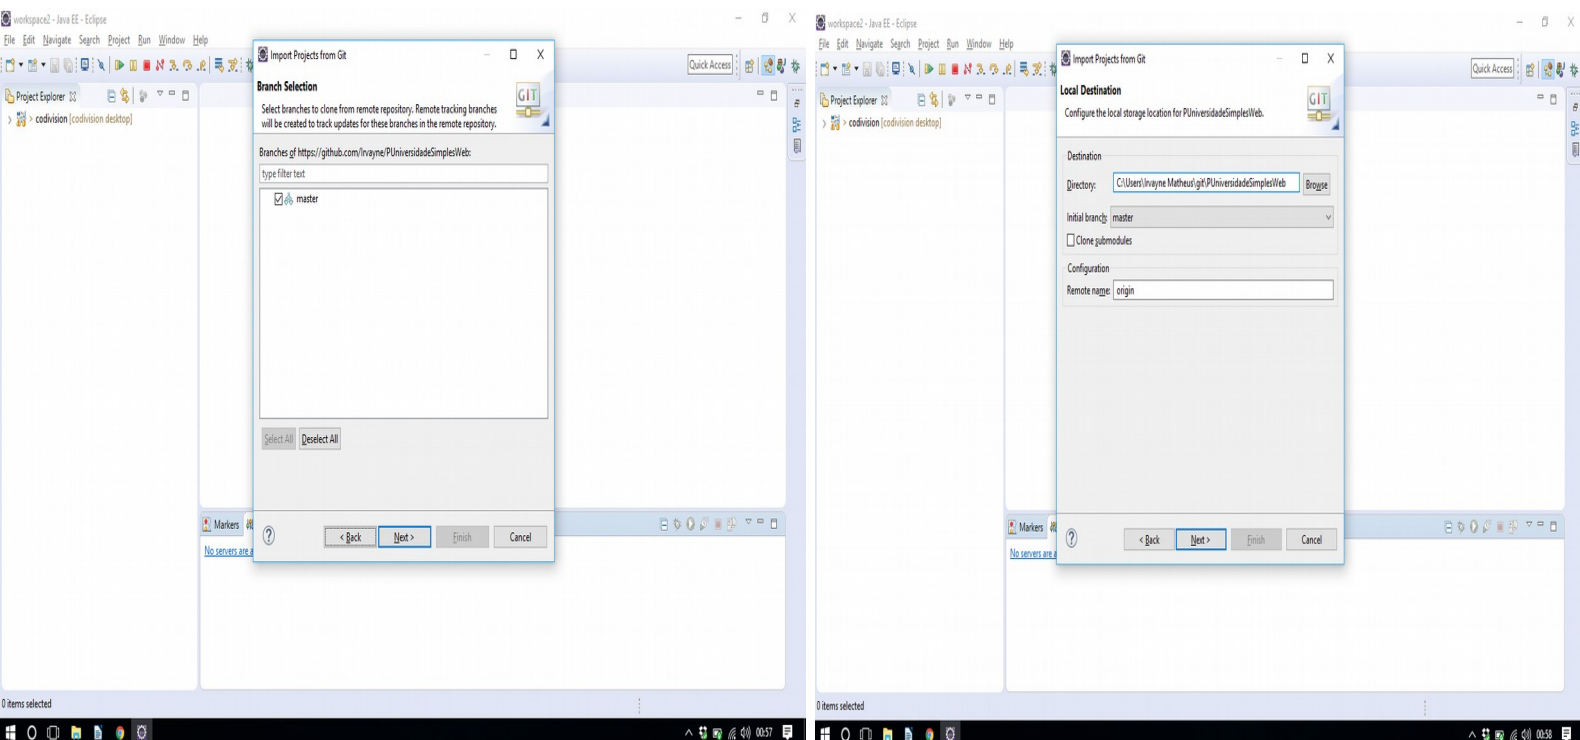 workspace2 - Java EE - Eclipse
File Edit Navigate Search Project Run Window Help
Quick Access
Project Explorer
> codivision [codivision desktop]
Import Projects from Git
Branch Selection
Select branches to clone from remote repository. Remote tracking branches
will be created to track updates for these branches in the remote repository.
GIT
Branches of https://github.com/Irvayne/PUniversidadeSimplesWeb:
type filter text
master
Select All Deselect All
? < Back Next > Finish Cancel
Markers
No servers are a
0 items selected
00:57
workspace2 - Java EE - Eclipse
File Edit Navigate Search Project Run Window Help
Quick Access
Project Explorer
> codivision [codivision desktop]
Import Projects from Git
Local Destination
Configure the local storage location for PUniversidadeSimplesWeb.
GIT
Destination
Directory: C:\Users\Irvayne Matheus\git\PUniversidadeSimplesWeb Browse
Initial branch: master
Clone submodules
Configuration
Remote name: origin
? < Back Next > Finish Cancel
Markers
No servers are a
0 items selected
00:58